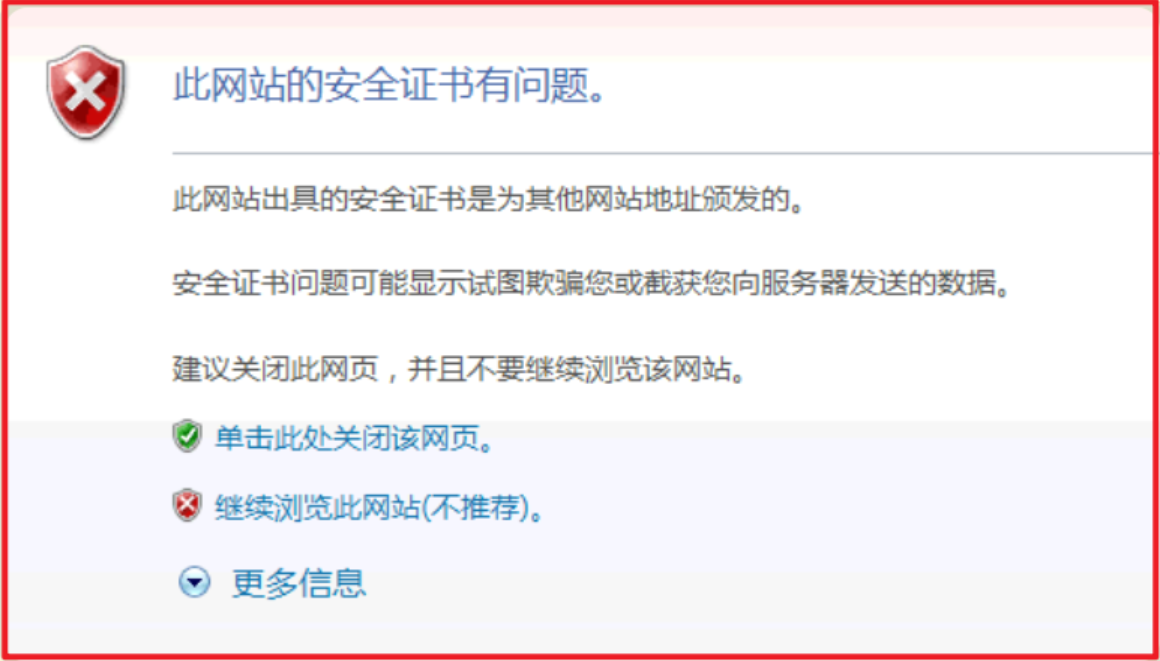 此网站的安全证书有问题。
此网站出具的安全证书是为其他网站地址颁发的。
安全证书问题可能显示试图欺骗您或截获您向服务器发送的数据。
建议关闭此网页，并且不要继续浏览该网站。
单击此处关闭该网页。
继续浏览此网站(不推荐)。
更多信息